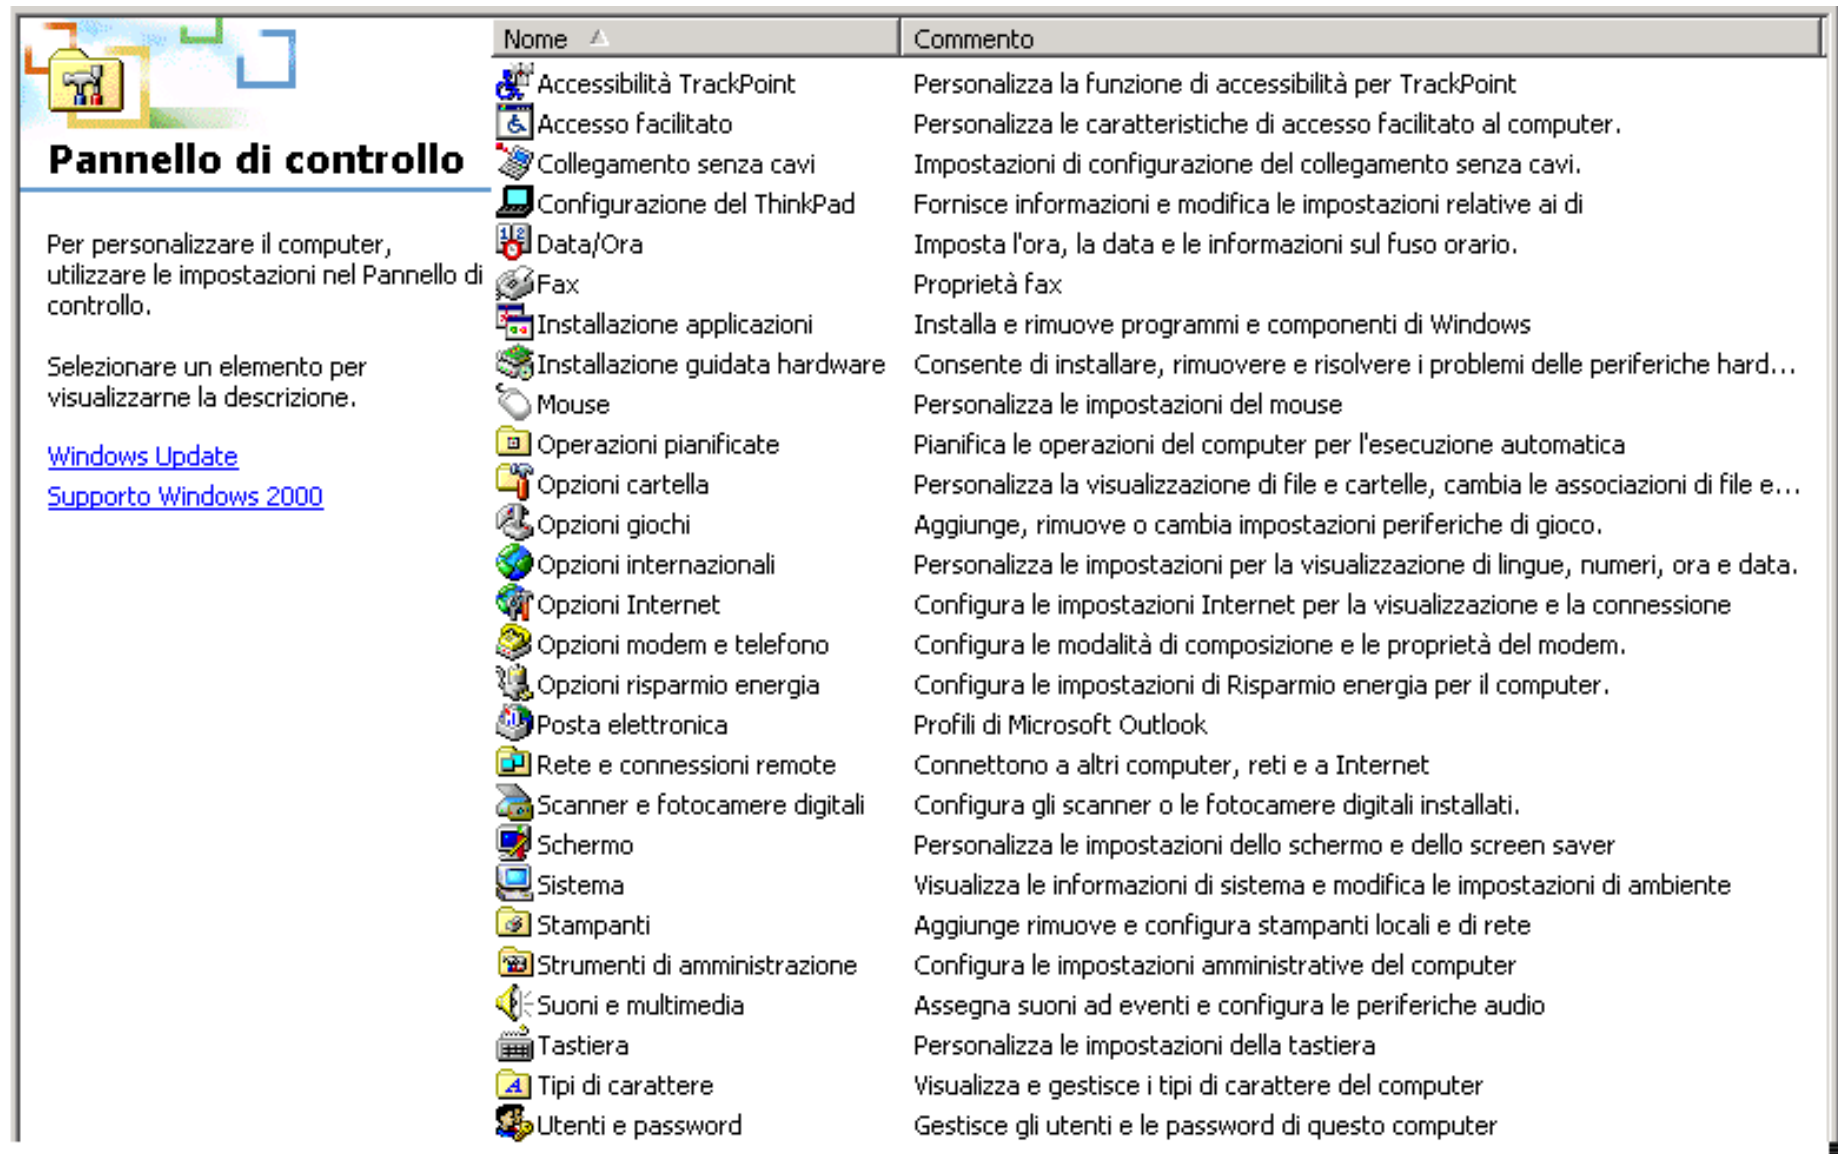 Pannello di controllo
Per personalizzare il computer,
utilizzare le impostazioni nel Pannello di
controllo.
Selezionare un elemento per
visualizzarne la descrizione.
Windows Update
Supporto Windows 2000
Nome Commento
Accessibilità TrackPoint Personalizza la funzione di accessibilità per TrackPoint
Accesso facilitato Personalizza le caratteristiche di accesso facilitato al computer.
Collegamento senza cavi Impostazioni di configurazione del collegamento senza cavi.
Configurazione del ThinkPad Fornisce informazioni e modifica le impostazioni relative ai di
Data/Ora Imposta l'ora, la data e le informazioni sul fuso orario.
Fax Proprietà fax
Installazione applicazioni Installa e rimuove programmi e componenti di Windows
Installazione guidata hardware Consente di installare, rimuovere e risolvere i problemi delle periferiche hard...
Mouse Personalizza le impostazioni del mouse
Operazioni pianificate Pianifica le operazioni del computer per l'esecuzione automatica
Opzioni cartella Personalizza la visualizzazione di file e cartelle, cambia le associazioni di file e...
Opzioni giochi Aggiunge, rimuove o cambia impostazioni periferiche di gioco.
Opzioni internazionali Personalizza le impostazioni per la visualizzazione di lingue, numeri, ora e data.
Opzioni Internet Configura le impostazioni Internet per la visualizzazione e la connessione
Opzioni modem e telefono Configura le modalità di composizione e le proprietà del modem.
Opzioni risparmio energia Configura le impostazioni di Risparmio energia per il computer.
Posta elettronica Profili di Microsoft Outlook
Rete e connessioni remote Connettono a altri computer, reti e a Internet
Scanner e fotocamere digitali Configura gli scanner o le fotocamere digitali installati.
Schermo Personalizza le impostazioni dello schermo e dello screen saver
Sistema Visualizza le informazioni di sistema e modifica le impostazioni di ambiente
Stampanti Aggiunge rimuove e configura stampanti locali e di rete
Strumenti di amministrazione Configura le impostazioni amministrative del computer
Suoni e multimedia Assegna suoni ad eventi e configura le periferiche audio
Tastiera Personalizza le impostazioni della tastiera
Tipi di carattere Visualizza e gestisce i tipi di carattere del computer
Utenti e password Gestisce gli utenti e le password di questo computer